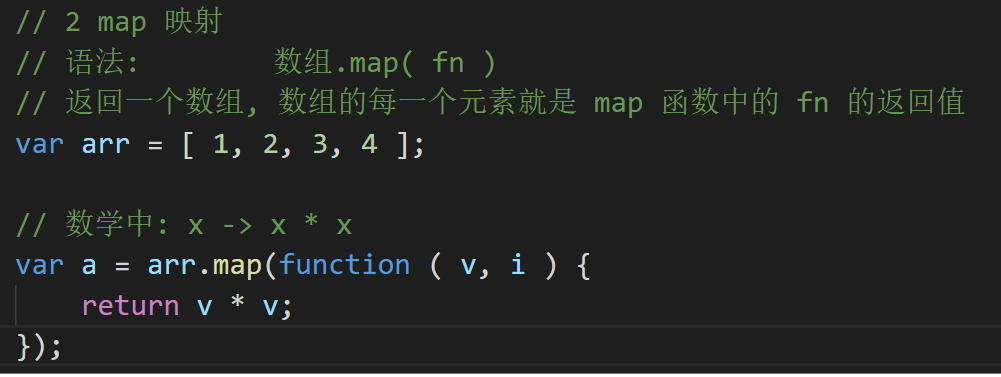 // 2 map 映射
// 语法:        数组.map( fn )
// 返回一个数组, 数组的每一个元素就是 map 函数中的 fn 的返回值
var arr = [ 1, 2, 3, 4 ];
// 数学中: x -> x * x
var a = arr.map(function ( v, i ) {
    return v * v;
});